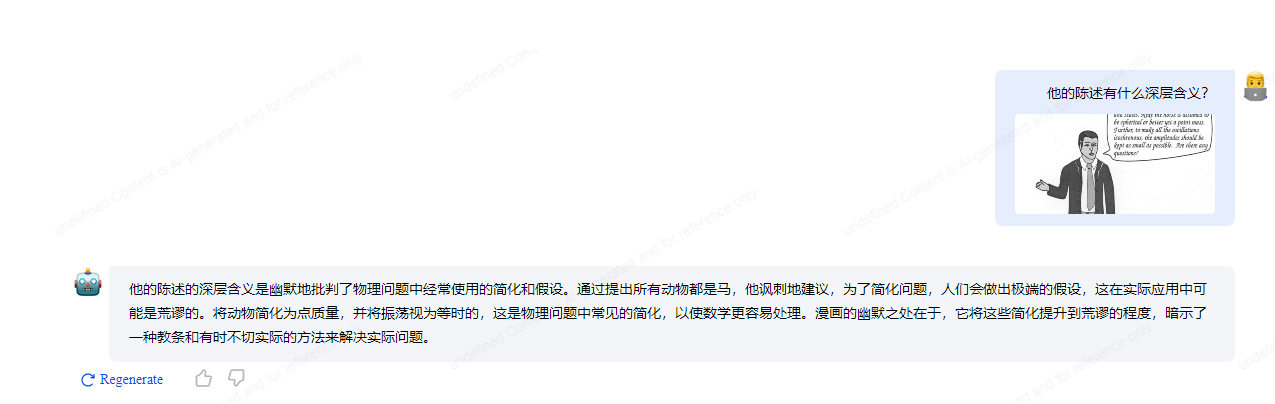 他的陈述有什么深层含义？
be spherical or better yet a point mass.
Further, to make all the oscillations
isochronous, the amplitudes should be
kept as small as possible. Are there any
questions?
他的陈述的深层含义是幽默地批判了物理问题中经常使用的简化和假设。通过提出所有动物都是马，他讽刺地建议，为了简化问题，人们会做出极端的假设，这在实际应用中可
能是荒谬的。将动物简化为点质量，并将振荡视为等时的，这是物理问题中常见的简化，以使数学更容易处理。漫画的幽默之处在于，它将这些简化提升到荒谬的程度，暗示了
一种教条和有时不切实际的方法来解决实际问题。
Regenerate
undefined Content is AI-generated and for reference only